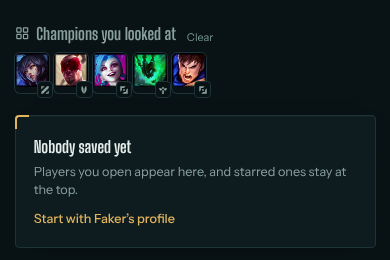 Champions you looked at
Clear
Nobody saved yet
Players you open appear here, and starred ones stay at
the top.
Start with Faker's profile